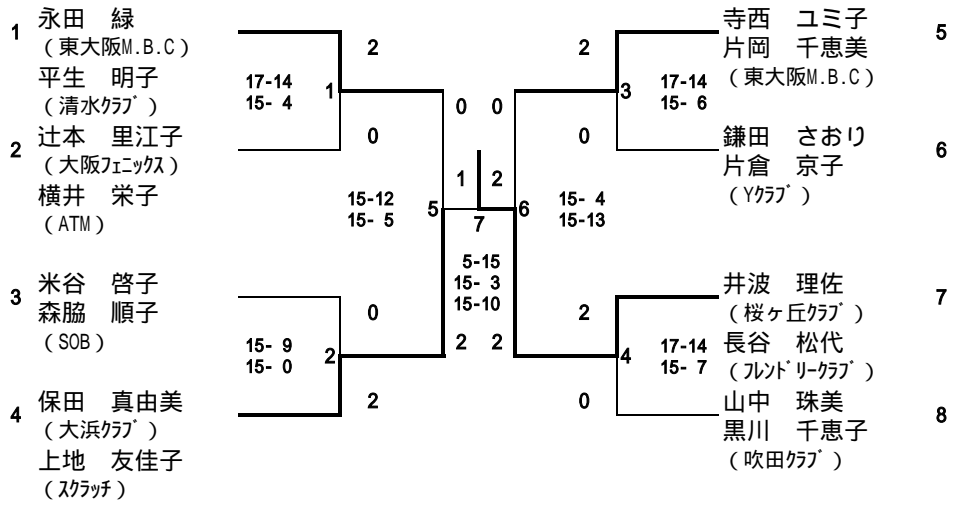 1
永田 緑
（東大阪M.B.C）
平生 明子
（清水ｸﾗﾌﾞ）
2
辻本 里江子
（大阪ﾌｪﾆｯｸｽ）
横井 栄子
（ATM）
3
米谷 啓子
森脇 順子
（SOB）
4
保田 真由美
（大浜ｸﾗﾌﾞ）
上地 友佳子
（ｽｸﾗｯﾁ）
17-14
15- 4
1
2
0
15- 9
15- 0
2
0
2
15-12
15- 5
5
0
2
1
2
7
5-15
15- 3
15-10
0
2
6
15- 4
15-13
2
0
3
17-14
15- 6
2
0
4
17-14
15- 7
寺西 ユミ子
片岡 千恵美
（東大阪M.B.C）
5
鎌田 さおり
片倉 京子
（Yｸﾗﾌﾞ）
6
井波 理佐
（桜ヶ丘ｸﾗﾌﾞ）
長谷 松代
（ﾌﾚﾝﾄﾞﾘｰｸﾗﾌﾞ）
7
山中 珠美
黒川 千恵子
（吹田ｸﾗﾌﾞ）
8